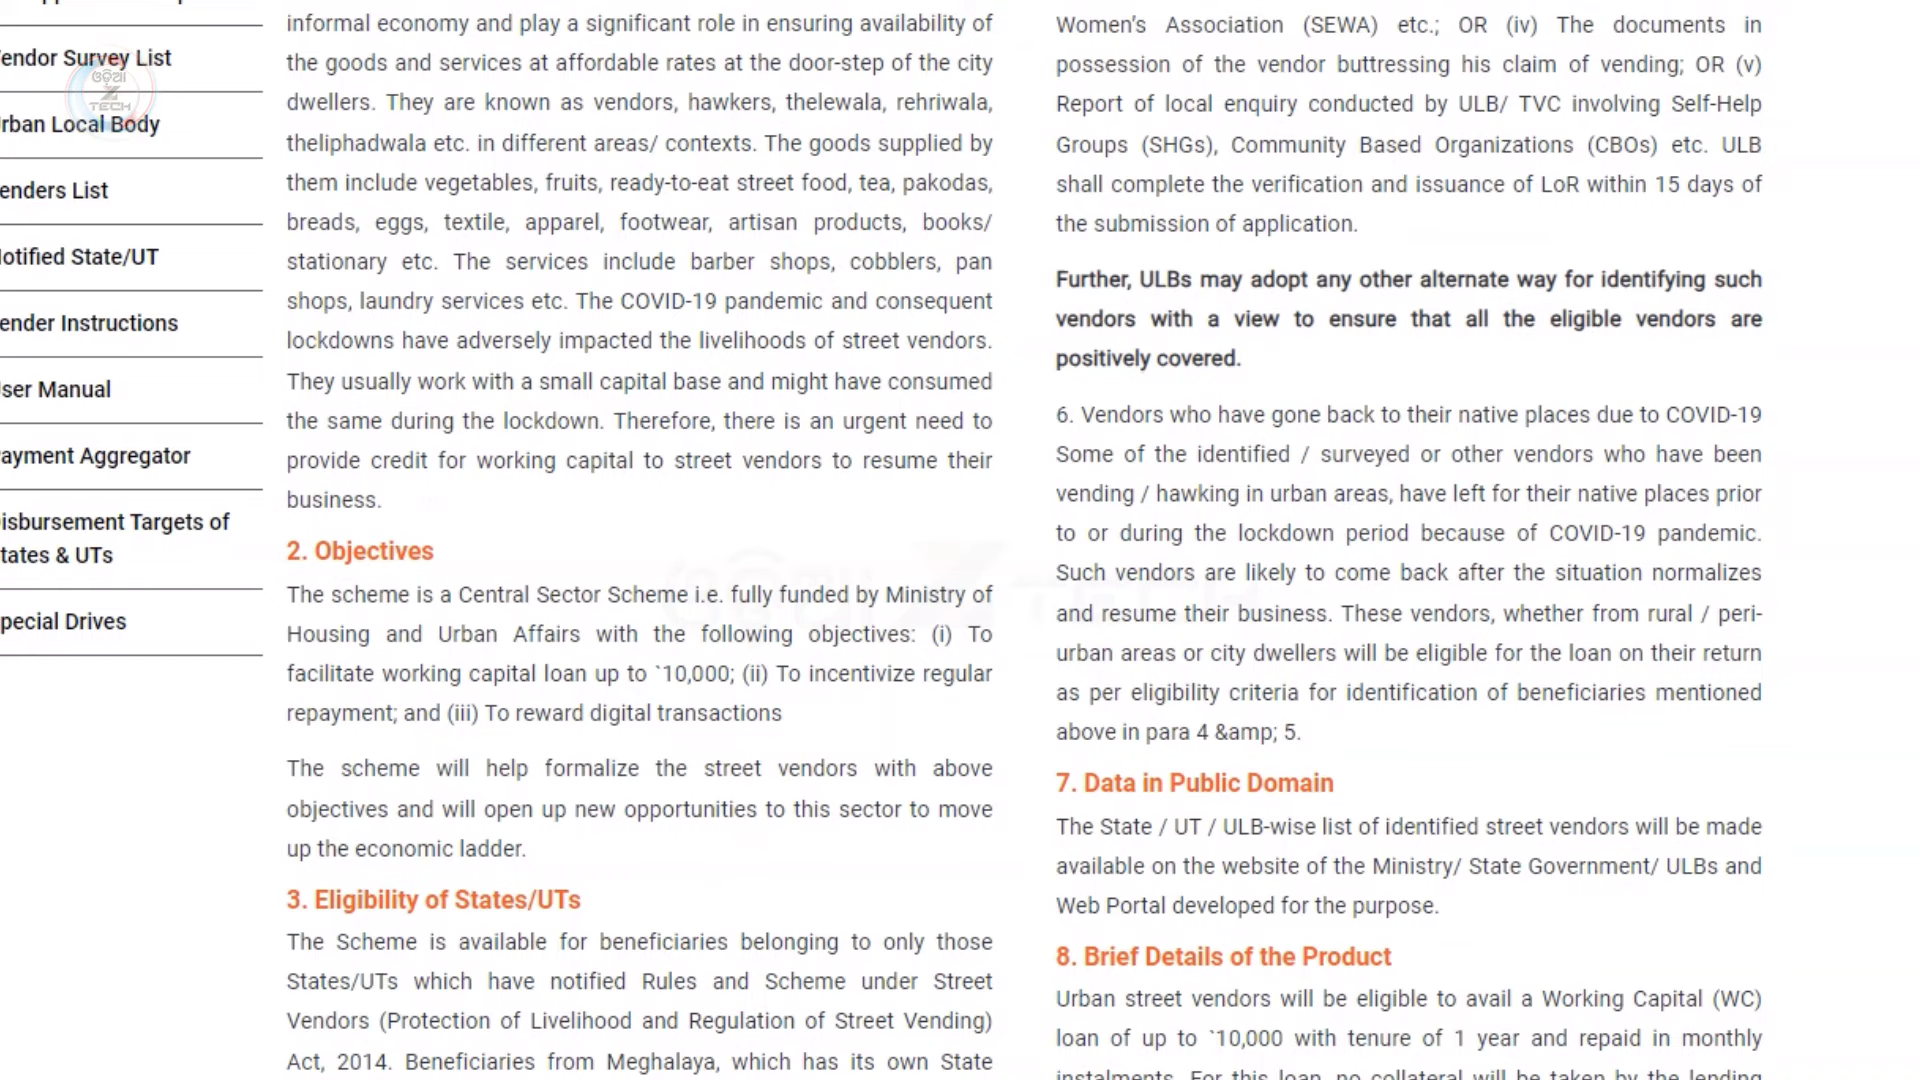 endor Survey List
rban Local Body
enders List
otified State/UT
ender Instructions
ser Manual
ayment Aggregator
isbursement Targets of
tates & UTs
pecial Drives
ଓଡ଼ିଆ
Z
TECH
informal economy and play a significant role in ensuring availability of
the goods and services at affordable rates at the door-step of the city
dwellers. They are known as vendors, hawkers, thelewala, rehriwala,
theliphadwala etc. in different areas/ contexts. The goods supplied by
them include vegetables, fruits, ready-to-eat street food, tea, pakodas,
breads, eggs, textile, apparel, footwear, artisan products, books/
stationary etc. The services include barber shops, cobblers, pan
shops, laundry services etc. The COVID-19 pandemic and consequent
lockdowns have adversely impacted the livelihoods of street vendors.
They usually work with a small capital base and might have consumed
the same during the lockdown. Therefore, there is an urgent need to
provide credit for working capital to street vendors to resume their
business.
2. Objectives
The scheme is a Central Sector Scheme i.e. fully funded by Ministry of
Housing and Urban Affairs with the following objectives: (i) To
facilitate working capital loan up to `10,000; (ii) To incentivize regular
repayment; and (iii) To reward digital transactions
The scheme will help formalize the street vendors with above
objectives and will open up new opportunities to this sector to move
up the economic ladder.
3. Eligibility of States/UTs
The Scheme is available for beneficiaries belonging to only those
States/UTs which have notified Rules and Scheme under Street
Vendors (Protection of Livelihood and Regulation of Street Vending)
Act, 2014. Beneficiaries from Meghalaya, which has its own State
Women's Association (SEWA) etc.; OR (iv) The documents in
possession of the vendor buttressing his claim of vending; OR (v)
Report of local enquiry conducted by ULB/ TVC involving Self-Help
Groups (SHGs), Community Based Organizations (CBOs) etc. ULB
shall complete the verification and issuance of LoR within 15 days of
the submission of application.
Further, ULBs may adopt any other alternate way for identifying such
vendors with a view to ensure that all the eligible vendors are
positively covered.
6. Vendors who have gone back to their native places due to COVID-19
Some of the identified / surveyed or other vendors who have been
vending / hawking in urban areas, have left for their native places prior
to or during the lockdown period because of COVID-19 pandemic.
Such vendors are likely to come back after the situation normalizes
and resume their business. These vendors, whether from rural / peri-
urban areas or city dwellers will be eligible for the loan on their return
as per eligibility criteria for identification of beneficiaries mentioned
above in para 4 &amp; 5.
7. Data in Public Domain
The State / UT / ULB-wise list of identified street vendors will be made
available on the website of the Ministry/ State Government/ ULBs and
Web Portal developed for the purpose.
8. Brief Details of the Product
Urban street vendors will be eligible to avail a Working Capital (WC)
loan of up to `10,000 with tenure of 1 year and repaid in monthly
instalments. For this loan, no collateral will be taken by the lending